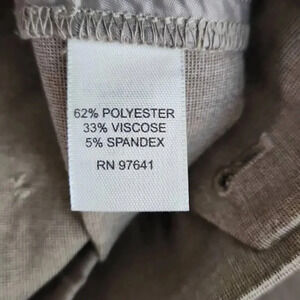 62% POLYESTER
33% VISCOSE
5% SPANDEX
RN 97641